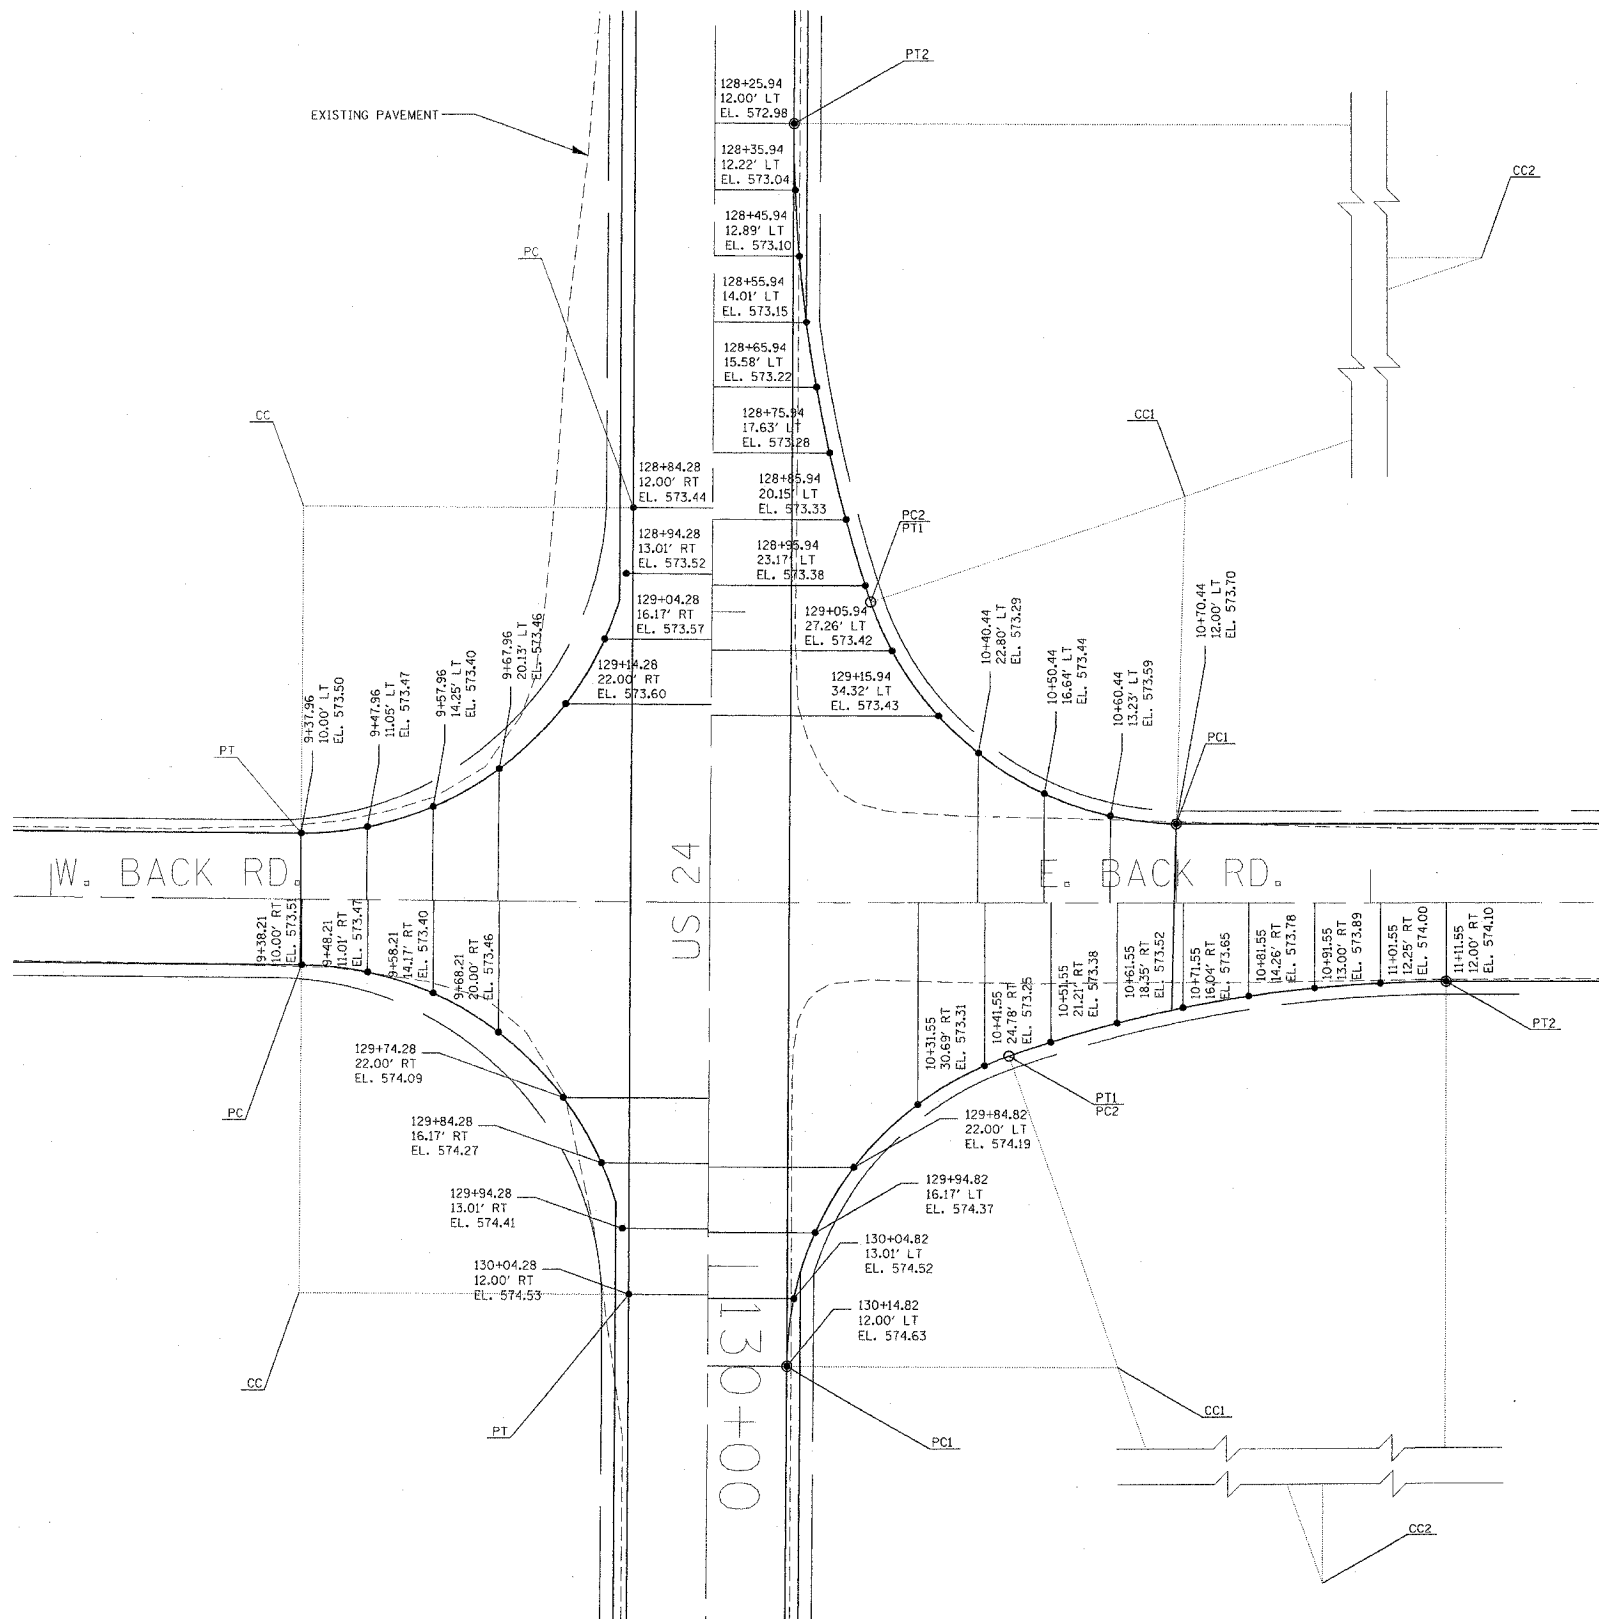 PT2
128+25.94
12.00' LT
EL. 572.98
EXISTING PAVEMENT
128+35.94
12.22' LT
EL. 573.04
CC2
128+45.94
12.89' LT
EL. 573.10
PC
128+55.94
14.01' LT
EL. 573.15
128+65.94
15.58' LT
EL. 573.22
CC
128+75.94
17.63' LT
EL. 573.28
CC1
128+84.28
12.00' RT
EL. 573.44
128+85.94
20.15' LT
EL. 573.33
PC2
PT1
128+94.28
13.01' RT
EL. 573.52
128+95.94
23.17' LT
EL. 573.38
129+04.28
16.17' RT
EL. 573.57
129+05.94
27.26' LT
EL. 573.42
129+14.28
22.00' RT
EL. 573.60
129+15.94
34.32' LT
EL. 573.43
9+37.96
10.00' LT
EL. 573.50
9+47.96
11.05' LT
EL. 573.47
9+57.96
14.25' LT
EL. 573.40
9+67.96
20.13' LT
EL. 573.46
10+40.44
22.80' LT
EL. 573.29
10+50.44
16.64' LT
EL. 573.44
10+60.44
13.23' LT
EL. 573.59
10+70.44
12.00' LT
EL. 573.70
PT
PC1
W. BACK RD.
US 24
E. BACK RD.
9+38.21
10.00' RT
EL. 573.51
9+48.21
11.01' RT
EL. 573.47
9+58.21
14.17' RT
EL. 573.40
9+68.21
20.00' RT
EL. 573.46
10+31.55
30.69' RT
EL. 573.31
10+41.55
24.78' RT
EL. 573.25
10+51.55
21.21' RT
EL. 573.38
10+61.55
18.35' RT
EL. 573.52
10+71.55
16.04' RT
EL. 573.65
10+81.55
14.26' RT
EL. 573.78
10+91.55
13.00' RT
EL. 573.89
11+01.55
12.25' RT
EL. 574.00
11+11.55
12.00' RT
EL. 574.10
PT2
129+74.28
22.00' RT
EL. 574.09
PC
PT1
PC2
129+84.28
16.17' RT
EL. 574.27
129+84.82
22.00' LT
EL. 574.19
129+94.28
13.01' RT
EL. 574.41
129+94.82
16.17' LT
EL. 574.37
130+04.28
12.00' RT
EL. 574.53
130+04.82
13.01' LT
EL. 574.52
130+14.82
12.00' LT
EL. 574.63
130+00
CC
PT
PC1
CC1
CC2